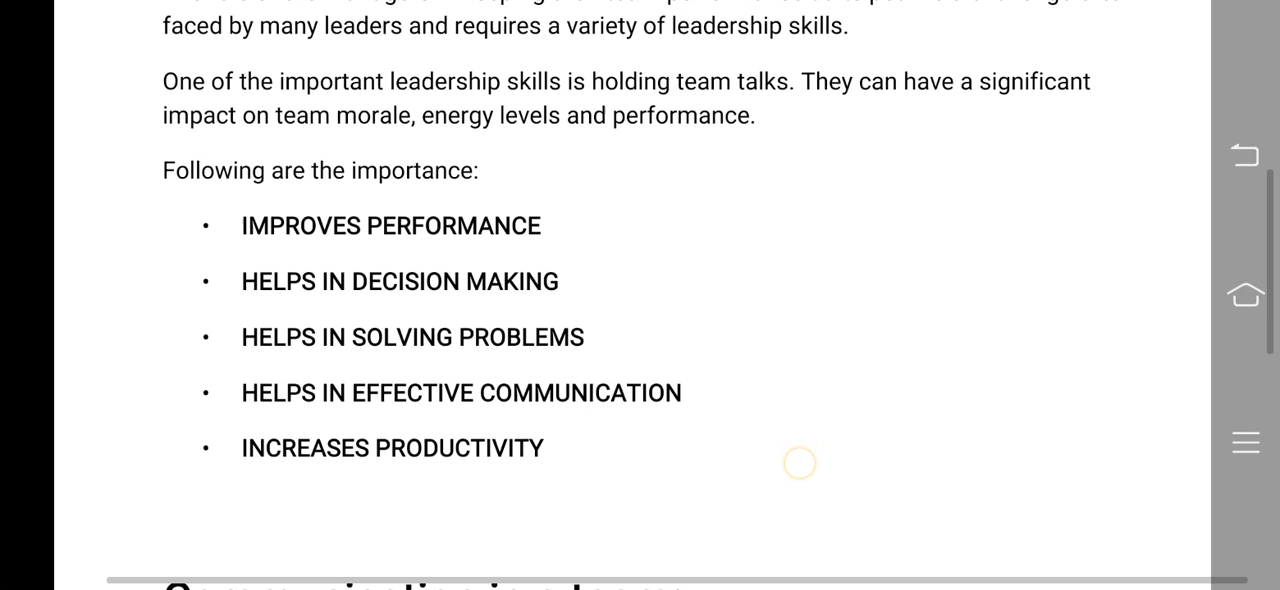 faced by many leaders and requires a variety of leadership skills.
One of the important leadership skills is holding team talks. They can have a significant
impact on team morale, energy levels and performance.
Following are the importance:
• IMPROVES PERFORMANCE
• HELPS IN DECISION MAKING
• HELPS IN SOLVING PROBLEMS
• HELPS IN EFFECTIVE COMMUNICATION
• INCREASES PRODUCTIVITY